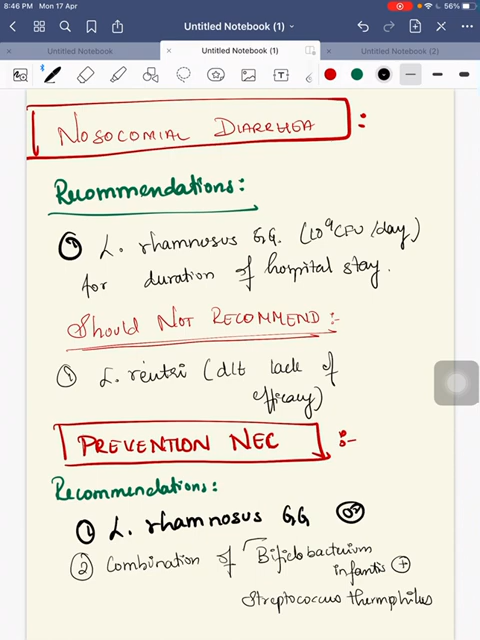 8:46 PM Mon 17 Apr
56%
Untitled Notebook (1)
Untitled Notebook
Untitled Notebook (1)
Untitled Notebook (2)
NOSOCOMIAL DIARRHEA :
Recommendations:
① L. rhamnosus GG. (10⁹ CFU /day)
for duration of hospital stay.
Should NOT RECOMMEND :-
① L. reuteri (d/t lack of
efficacy)
PREVENTION NEC :-
Recommendations:
① L. rhamnosus GG (or)
② Combination of Bifidobacterium
infantis +
Streptococcus thermphilus